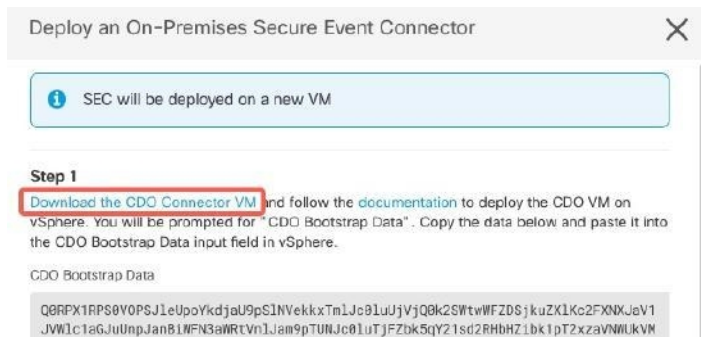 Deploy an On-Premises Secure Event Connector
SEC will be deployed on a new VM
Step 1
Download the CDO Connector VM and follow the documentation to deploy the CDO VM on
vSphere. You will be prompted for "CDO Bootstrap Data". Copy the data below and paste it into
the CDO Bootstrap Data input field in vSphere.
CDO Bootstrap Data